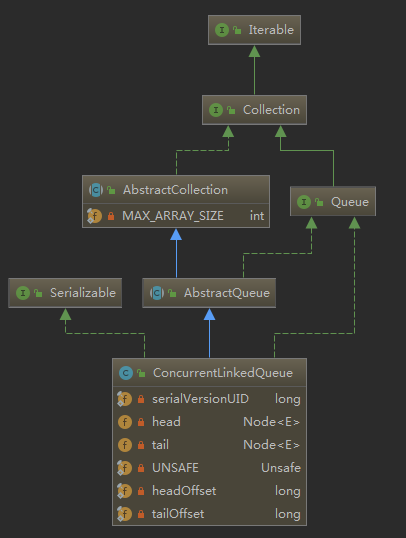 Iterable
Collection
AbstractCollection
MAX_ARRAY_SIZE int
Queue
Serializable
AbstractQueue
ConcurrentLinkedQueue
serialVersionUID long
head Node<E>
tail Node<E>
UNSAFE Unsafe
headOffset long
tailOffset long